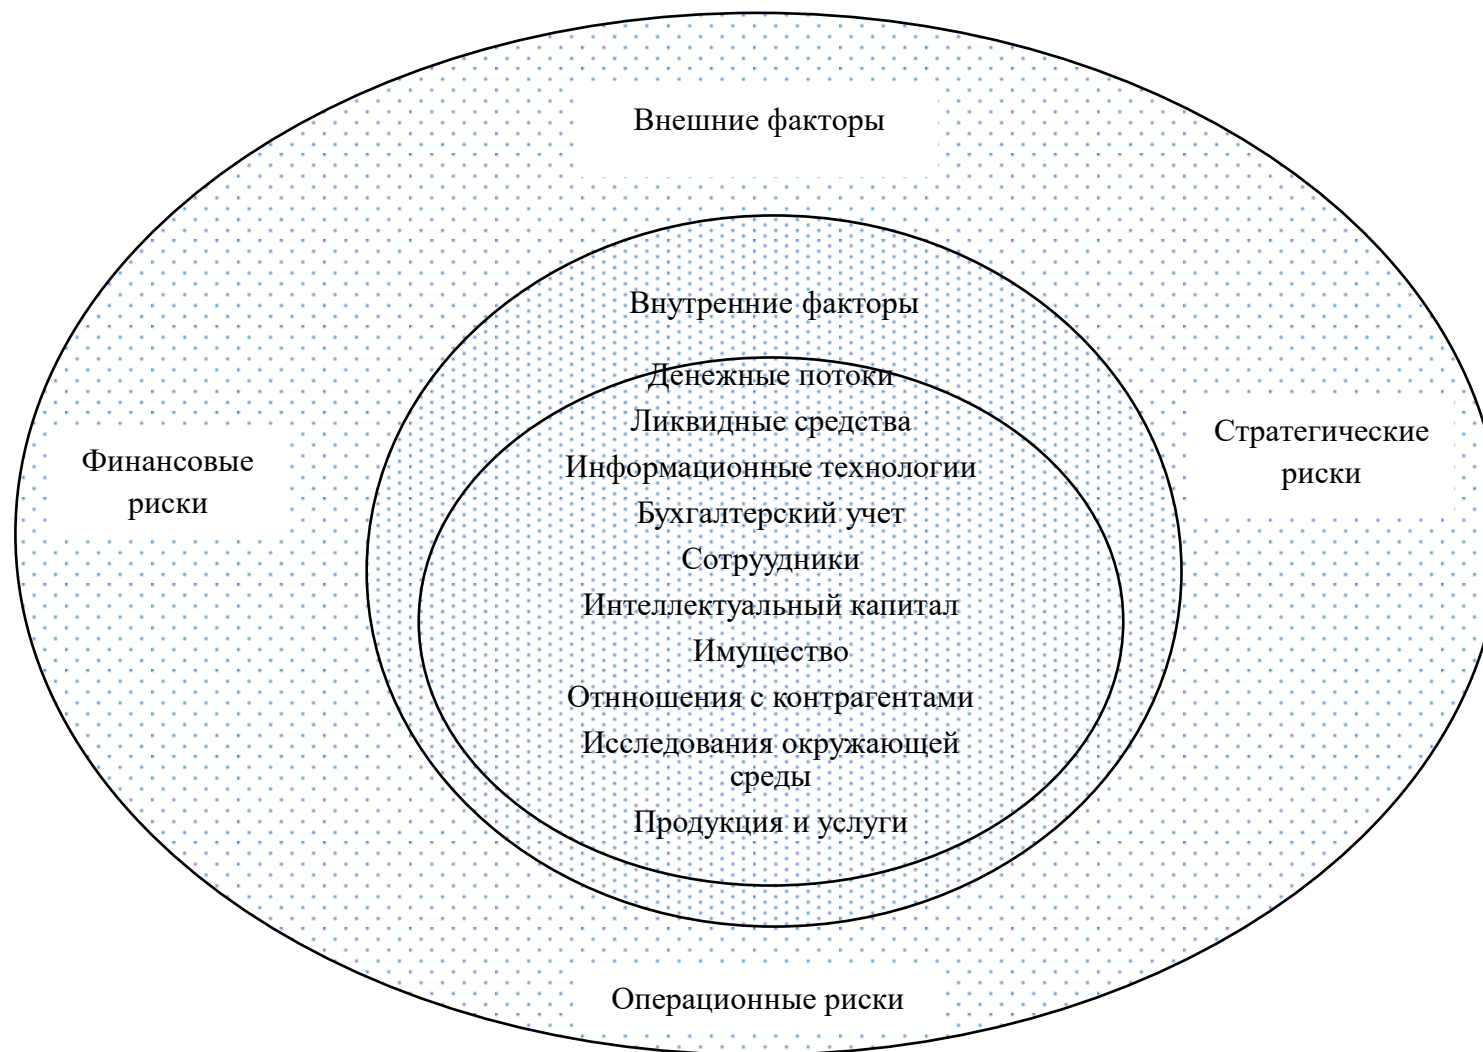 Внешние факторы
Внутренние факторы
Денежные потоки
Ликвидные средства
Информационные технологии
Бухгалтерский учет
Сотруудники
Интеллектуальный капитал
Имущество
Отнношения с контрагентами
Исследования окружающей
среды
Продукция и услуги
Финансовые
риски
Стратегические
риски
Операционные риски